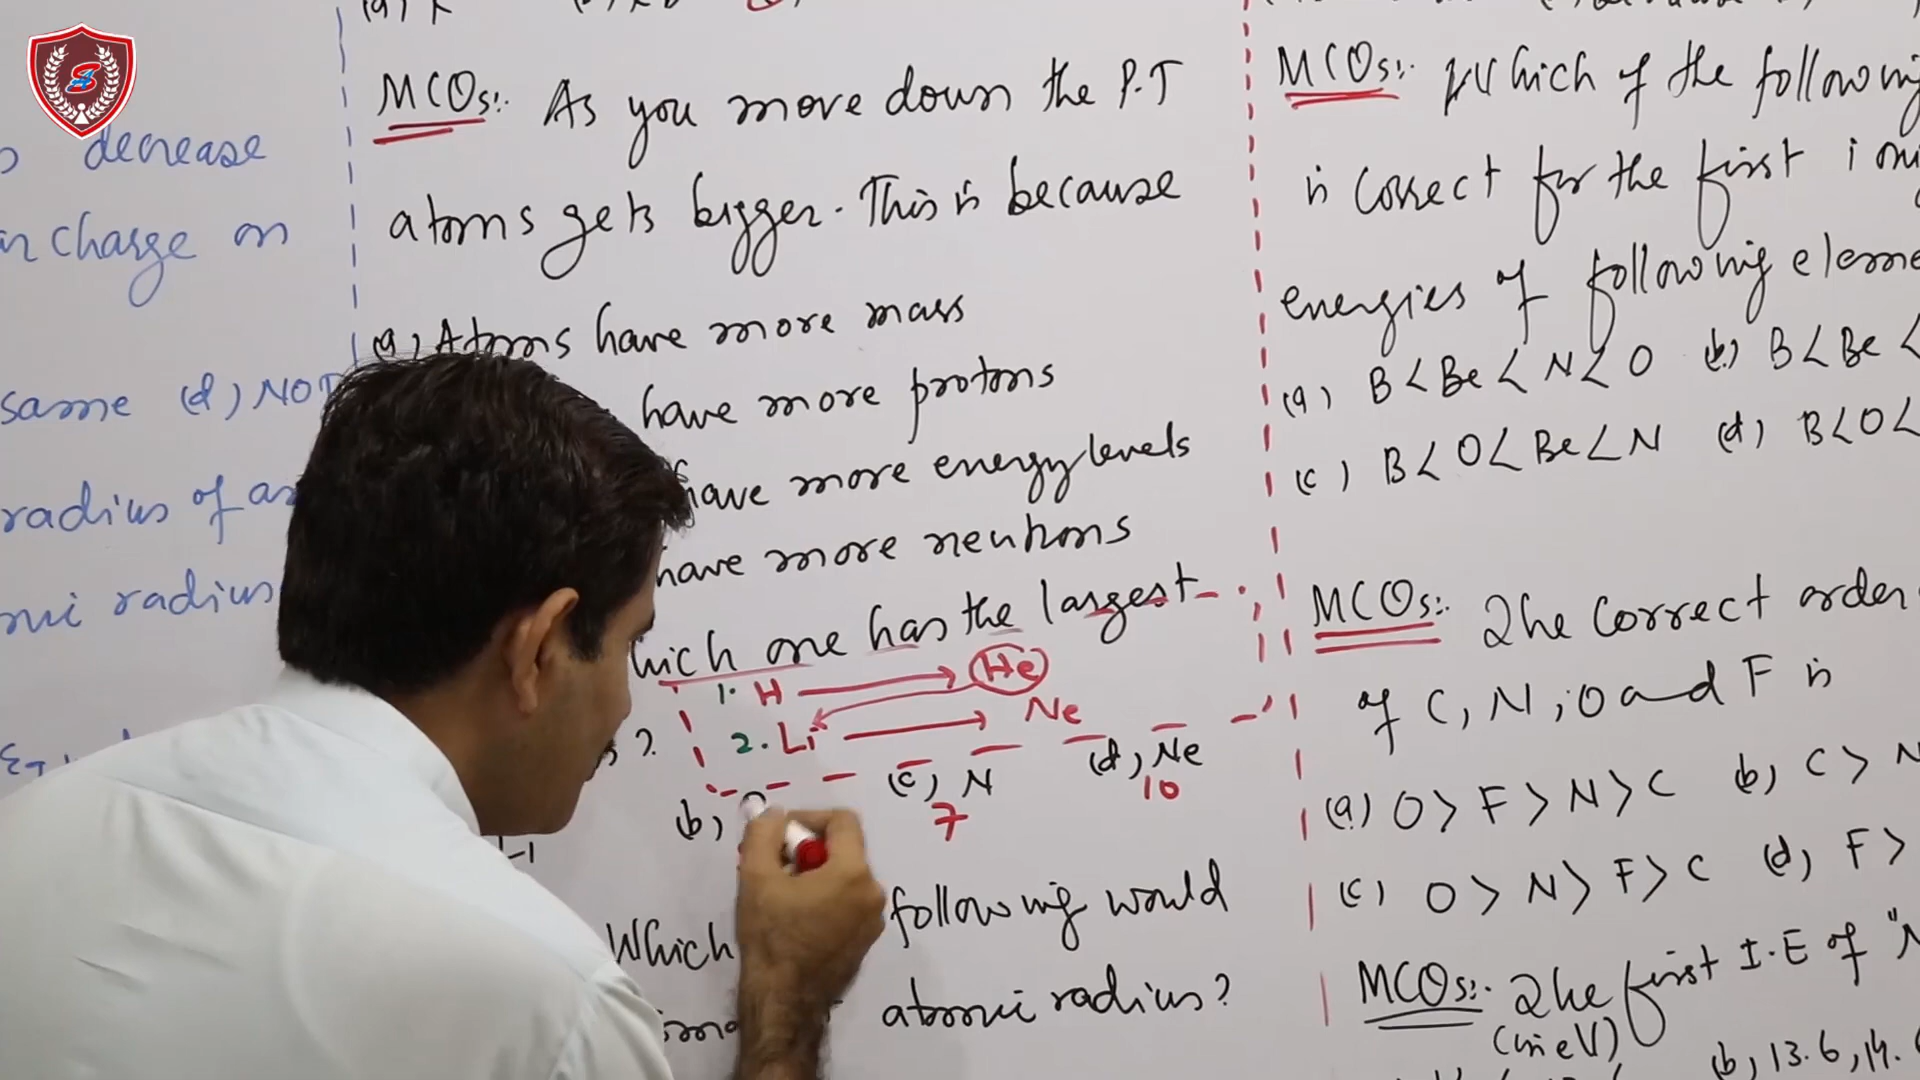 decrease
charge on
same (d) NOT
radius of
radius
MCQs:. As you move down the P.T
atoms gets bigger. This is because
(a) Atoms have more mass
have more protons
have more energy levels
have more neutrons
which one has the largest
1. H He
2. Li Ne
?
(b) (c) N (d) Ne
7 10
Which following would
atomic radius?
MCQs:. Which of the following
is correct for the first
energies of following
(a) B < Be < N < O (b) B < Be <
(c) B < O < Be < N (d) B < O <
MCQs:. The correct order
of C, N, O and F is
(a) O > F > N > C (b) C >
(c) O > N > F > C (d) F >
MCQs:. The first I.E of "N
(in eV)
(b) 13.6, 14.